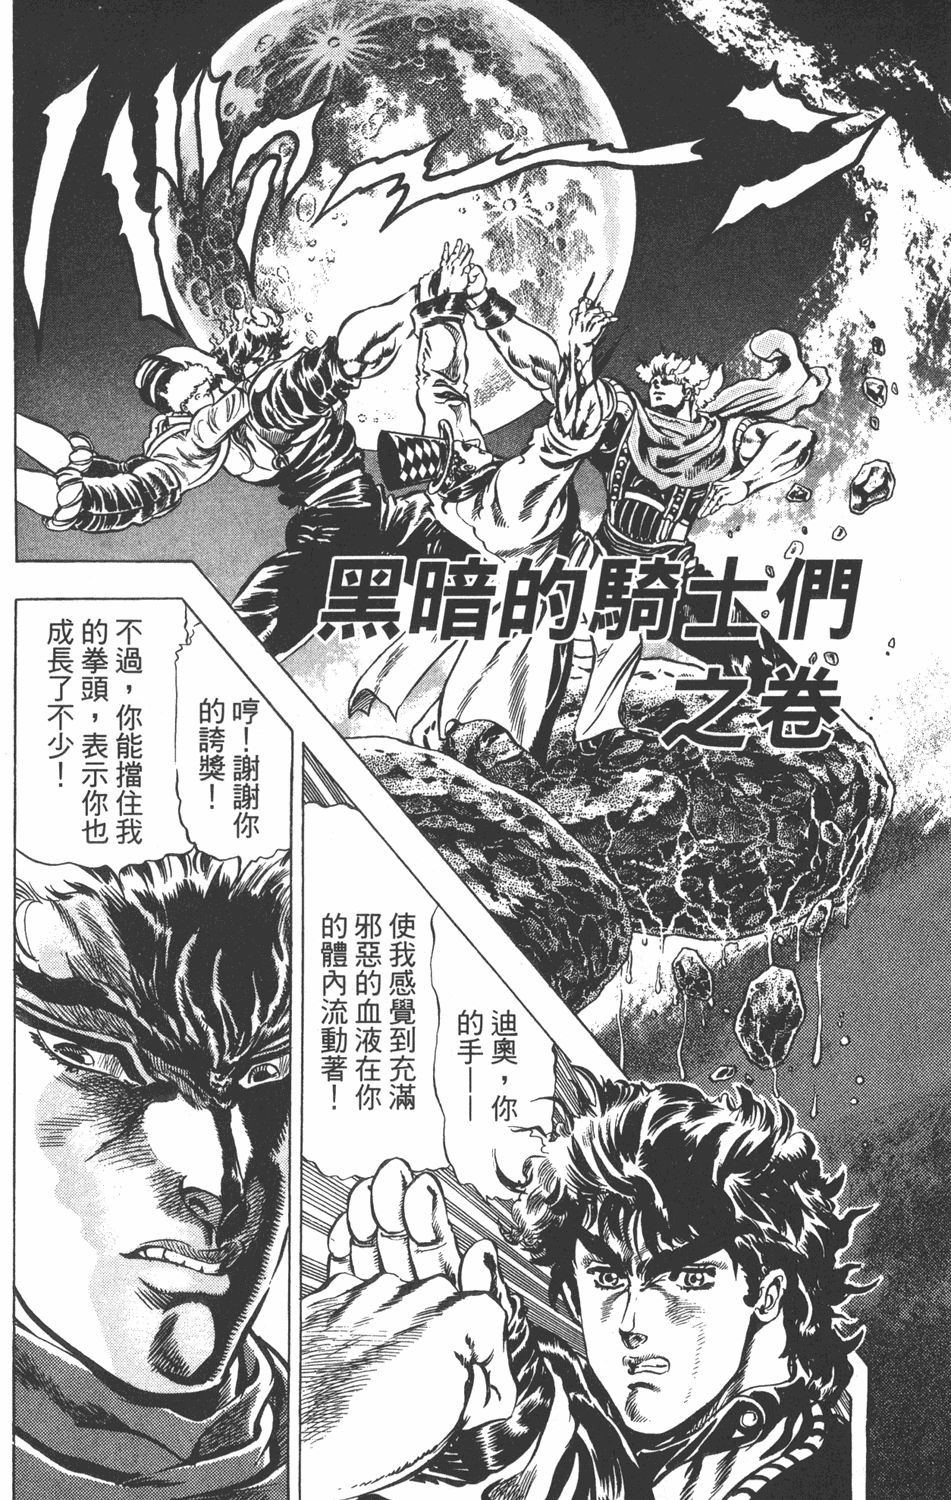 黑暗的騎士們
之卷
迪奧，你
的手——
使我感覺到充滿
邪惡的血液在你
的體內流動著！
哼！謝謝你
的誇獎！
不過，你能擋住我
的拳頭，表示你也
成長了不少！